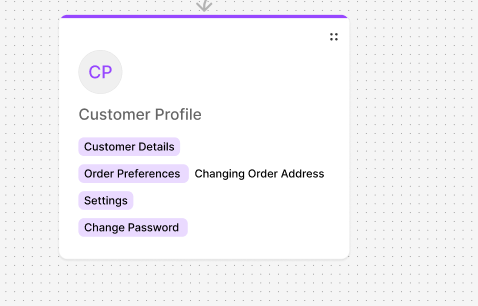 CP
Customer Profile
Customer Details
Order Preferences Changing Order Address
Settings
Change Password